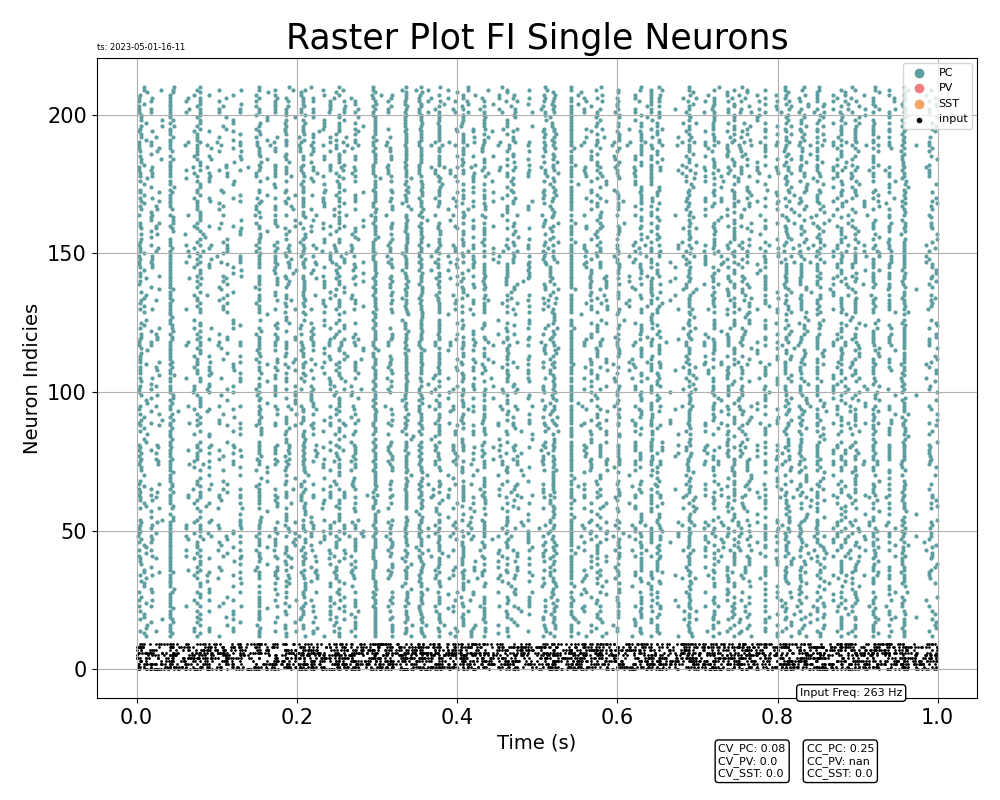 Raster Plot FI Single Neurons
ts: 2023-05-01-16-11
PC
PV
SST
input
Neuron Indicies
200
150
100
50
0
0.0 0.2 0.4 0.6 0.8 1.0
Time (s)
Input Freq: 263 Hz
CV_PC: 0.08
CV_PV: 0.0
CV_SST: 0.0
CC_PC: 0.25
CC_PV: nan
CC_SST: 0.0